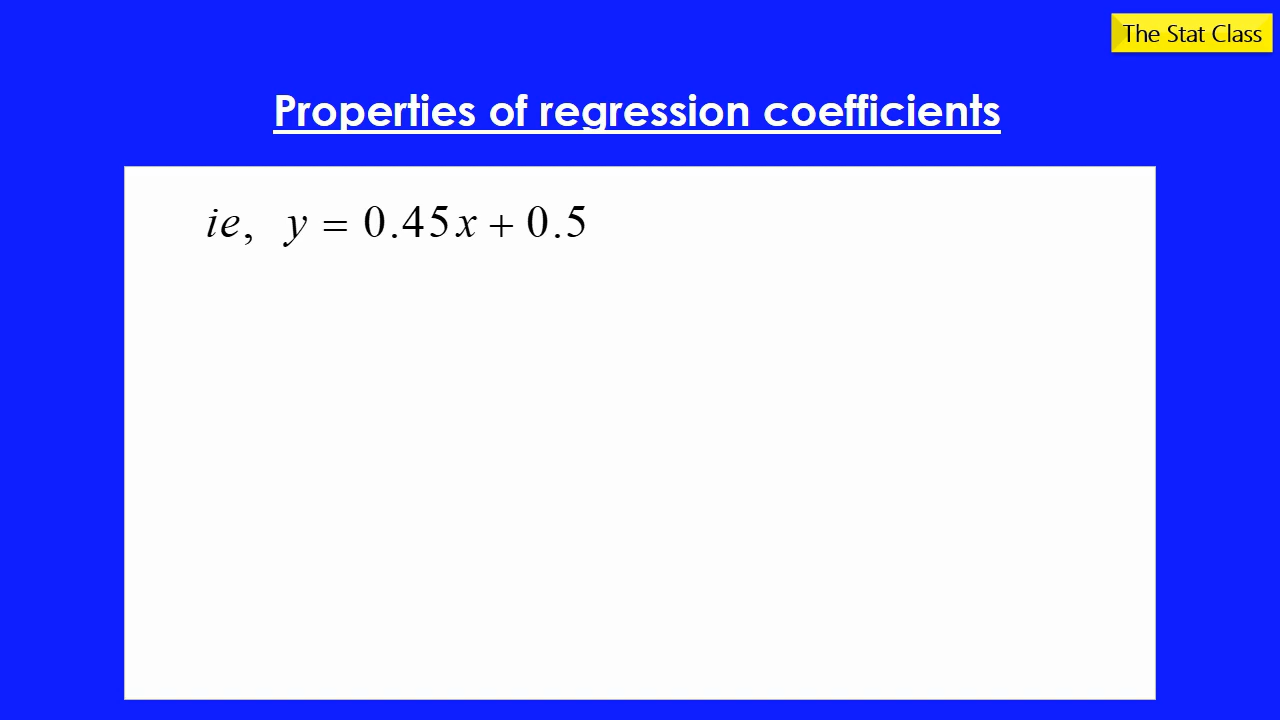 The Stat Class
Properties of regression coefficients
ie, y = 0.45x + 0.5